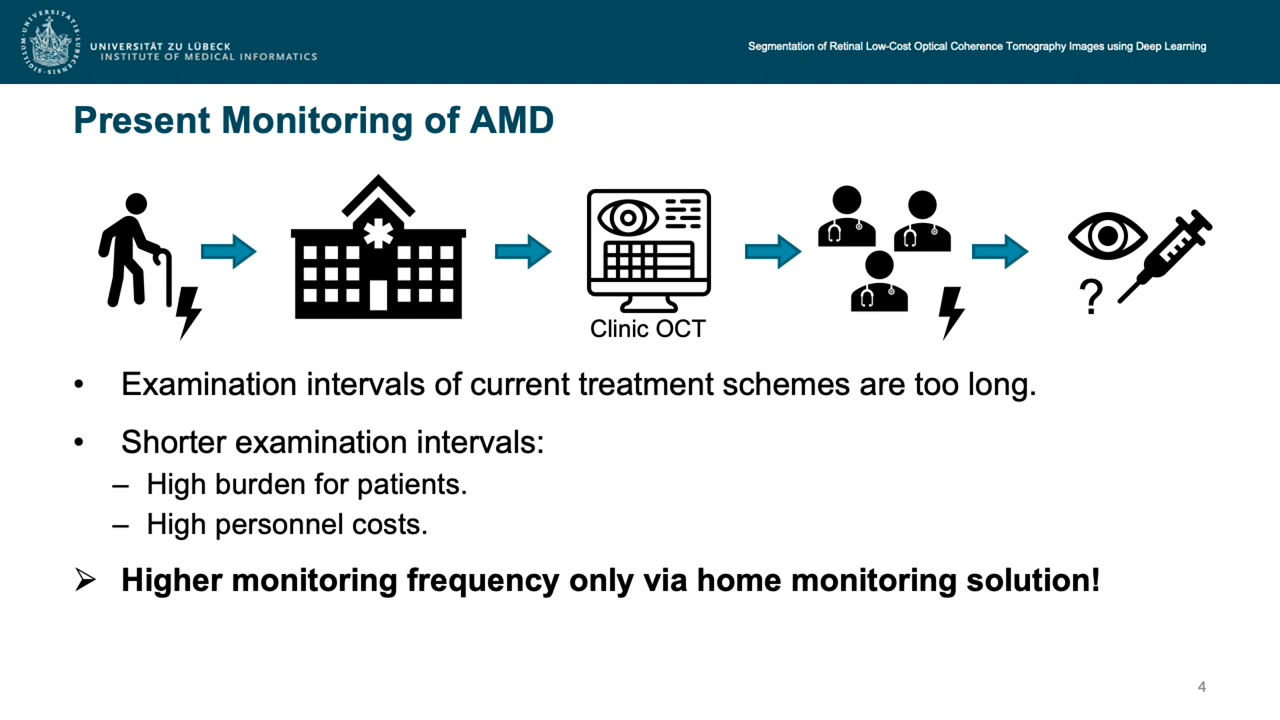 UNIVERSITÄT ZU LÜBECK
INSTITUTE OF MEDICAL INFORMATICS
Segmentation of Retinal Low-Cost Optical Coherence Tomography Images using Deep Learning
Present Monitoring of AMD
?
Clinic OCT
• Examination intervals of current treatment schemes are too long.
• Shorter examination intervals:
– High burden for patients.
– High personnel costs.
➢ Higher monitoring frequency only via home monitoring solution!
4